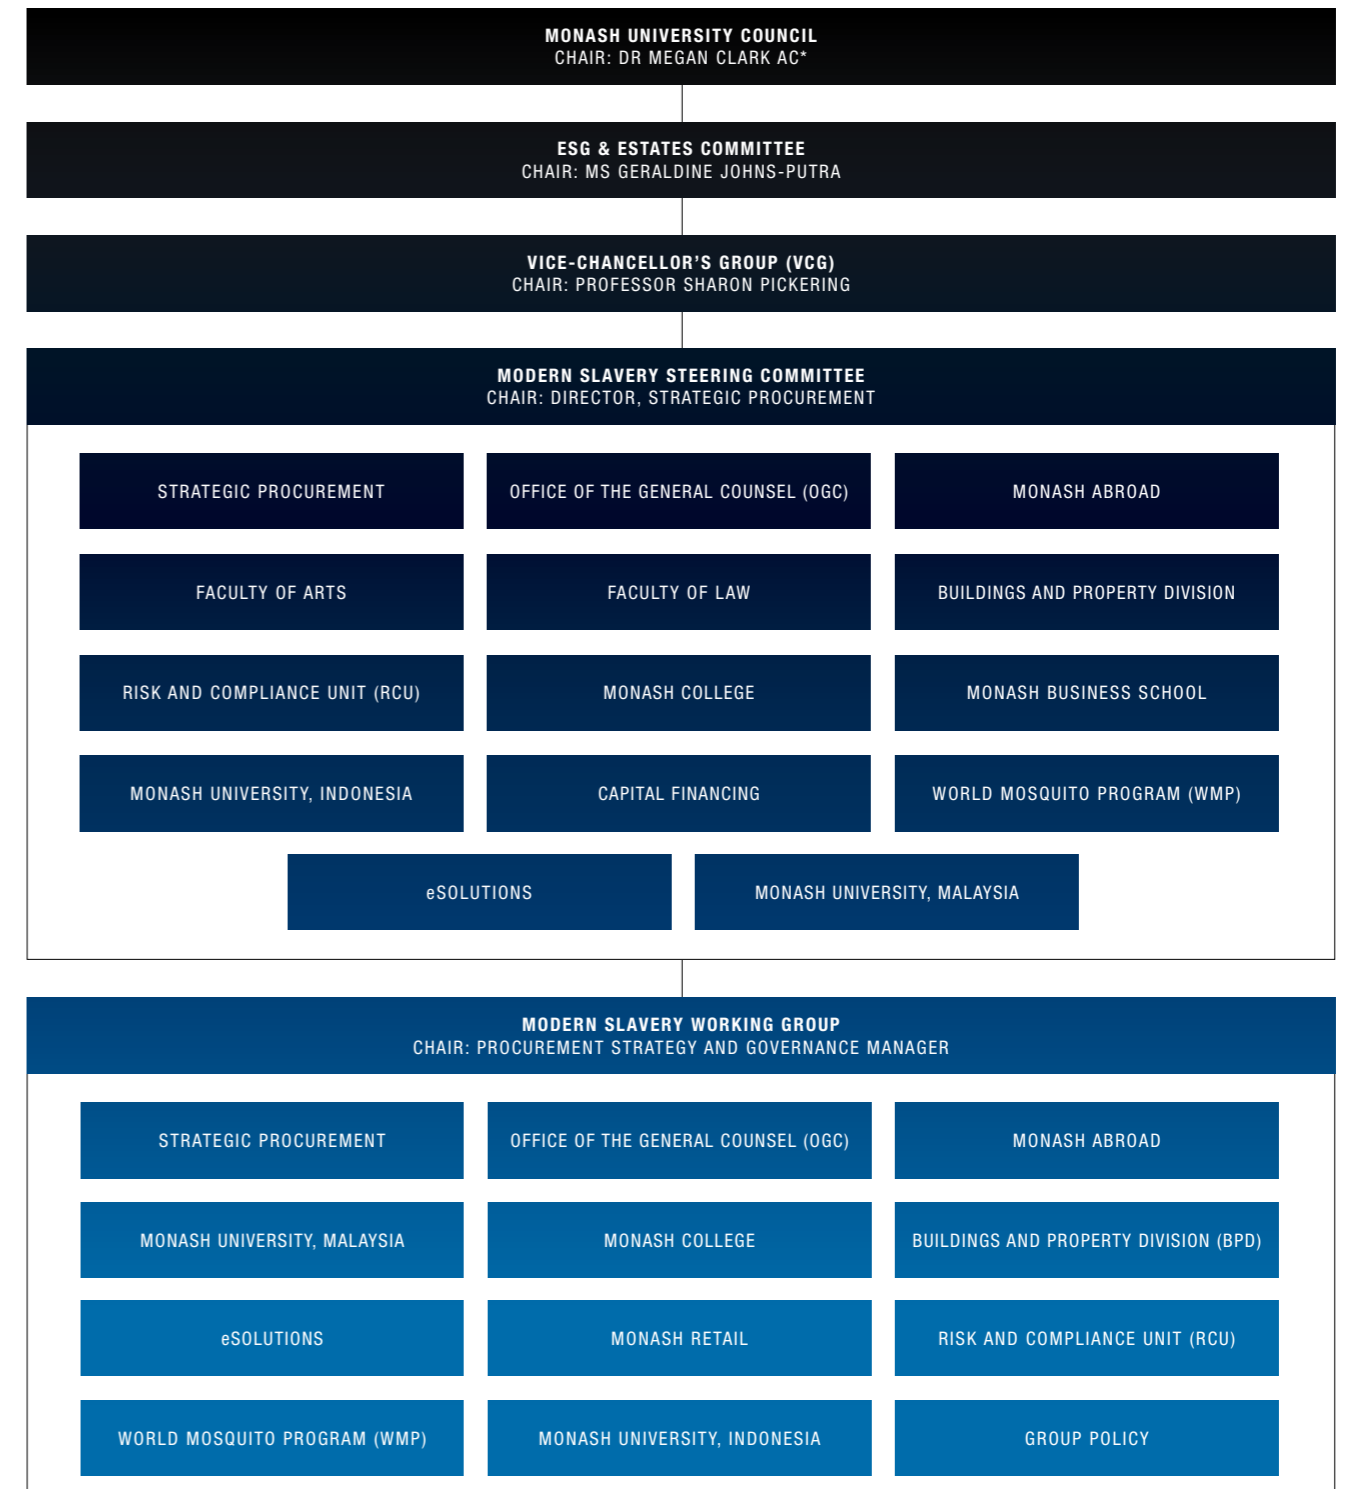 MONASH UNIVERSITY COUNCIL
CHAIR: DR MEGAN CLARK AC*
ESG & ESTATES COMMITTEE
CHAIR: MS GERALDINE JOHNS-PUTRA
VICE-CHANCELLOR'S GROUP (VCG)
CHAIR: PROFESSOR SHARON PICKERING
MODERN SLAVERY STEERING COMMITTEE
CHAIR: DIRECTOR, STRATEGIC PROCUREMENT
STRATEGIC PROCUREMENT
OFFICE OF THE GENERAL COUNSEL (OGC)
MONASH ABROAD
FACULTY OF ARTS
FACULTY OF LAW
BUILDINGS AND PROPERTY DIVISION
RISK AND COMPLIANCE UNIT (RCU)
MONASH COLLEGE
MONASH BUSINESS SCHOOL
MONASH UNIVERSITY, INDONESIA
CAPITAL FINANCING
WORLD MOSQUITO PROGRAM (WMP)
eSOLUTIONS
MONASH UNIVERSITY, MALAYSIA
MODERN SLAVERY WORKING GROUP
CHAIR: PROCUREMENT STRATEGY AND GOVERNANCE MANAGER
STRATEGIC PROCUREMENT
OFFICE OF THE GENERAL COUNSEL (OGC)
MONASH ABROAD
MONASH UNIVERSITY, MALAYSIA
MONASH COLLEGE
BUILDINGS AND PROPERTY DIVISION (BPD)
eSOLUTIONS
MONASH RETAIL
RISK AND COMPLIANCE UNIT (RCU)
WORLD MOSQUITO PROGRAM (WMP)
MONASH UNIVERSITY, INDONESIA
GROUP POLICY